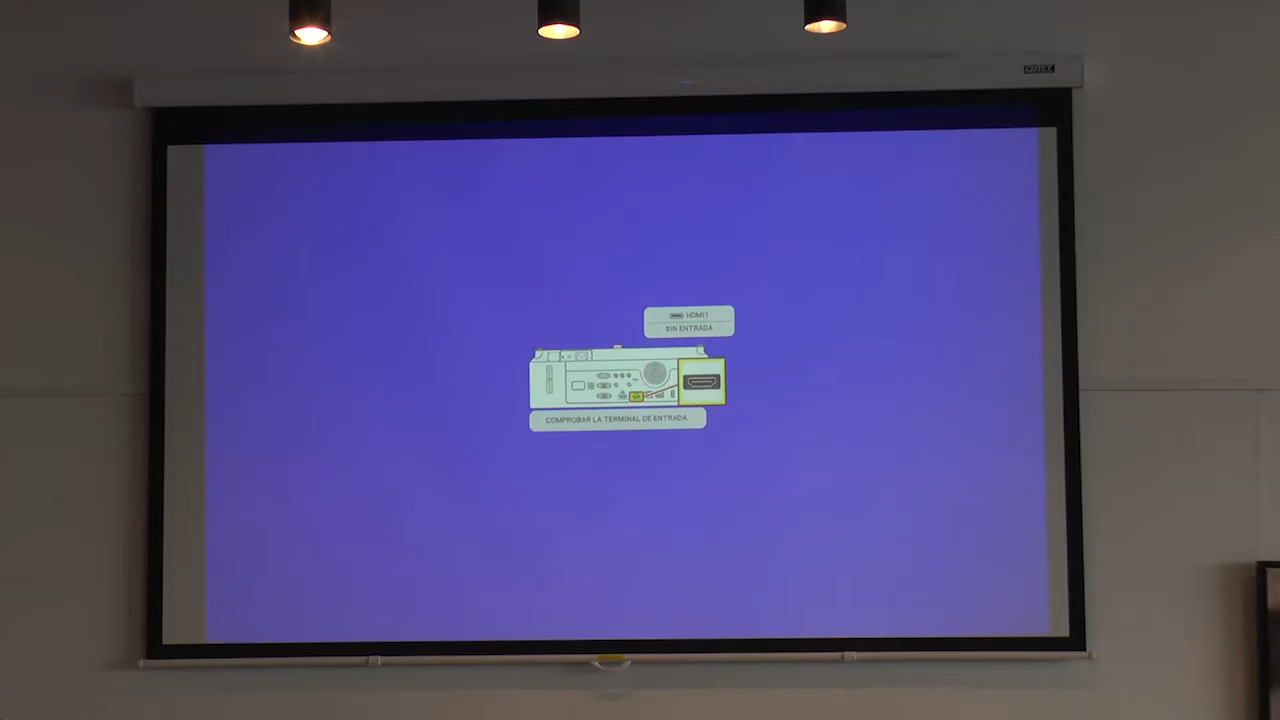 HDMI1
SIN ENTRADA
COMPROBAR LA TERMINAL DE ENTRADA.